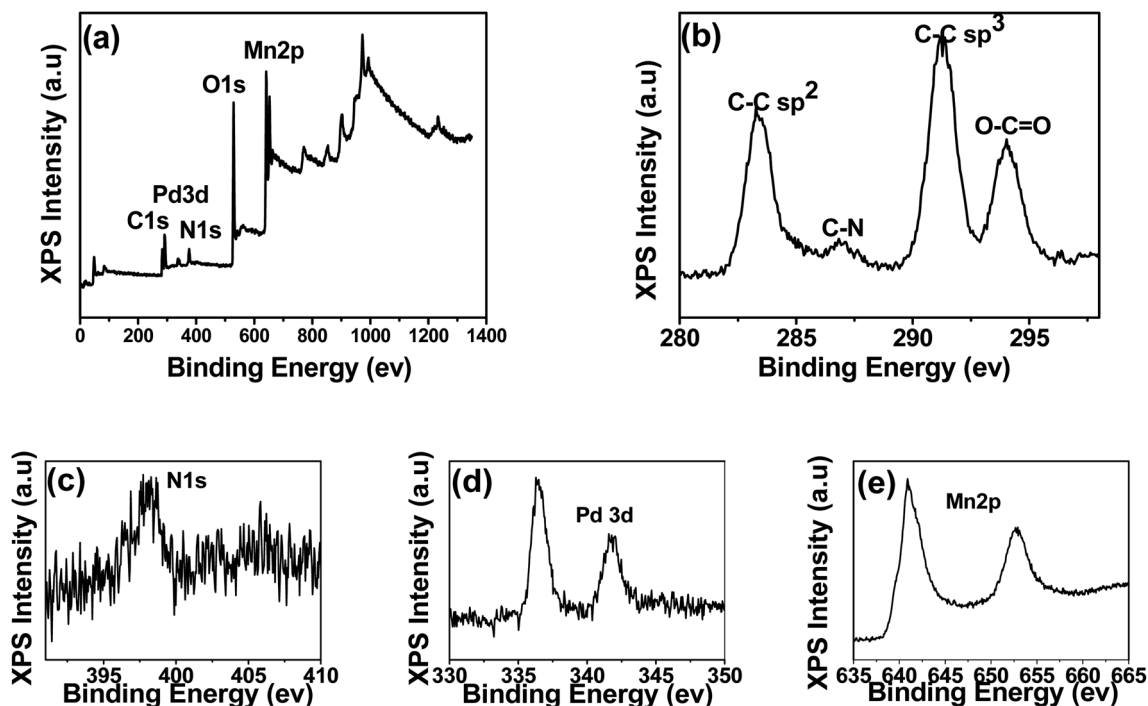 (a)
XPS Intensity (a.u)
Mn2p
O1s
Pd3d
C1s
N1s
0 200 400 600 800 1000 1200 1400
Binding Energy (ev)
(b)
XPS Intensity (a.u)
C-C sp³
C-C sp²
O-C=O
C-N
280 285 290 295
Binding Energy (ev)
(c)
XPS Intensity (a.u)
N1s
395 400 405 410
Binding Energy (ev)
(d)
XPS Intensity (a.u)
Pd 3d
330 335 340 345 350
Binding Energy (ev)
(e)
XPS Intensity (a.u)
Mn2p
635 640 645 650 655 660 665
Binding Energy (ev)